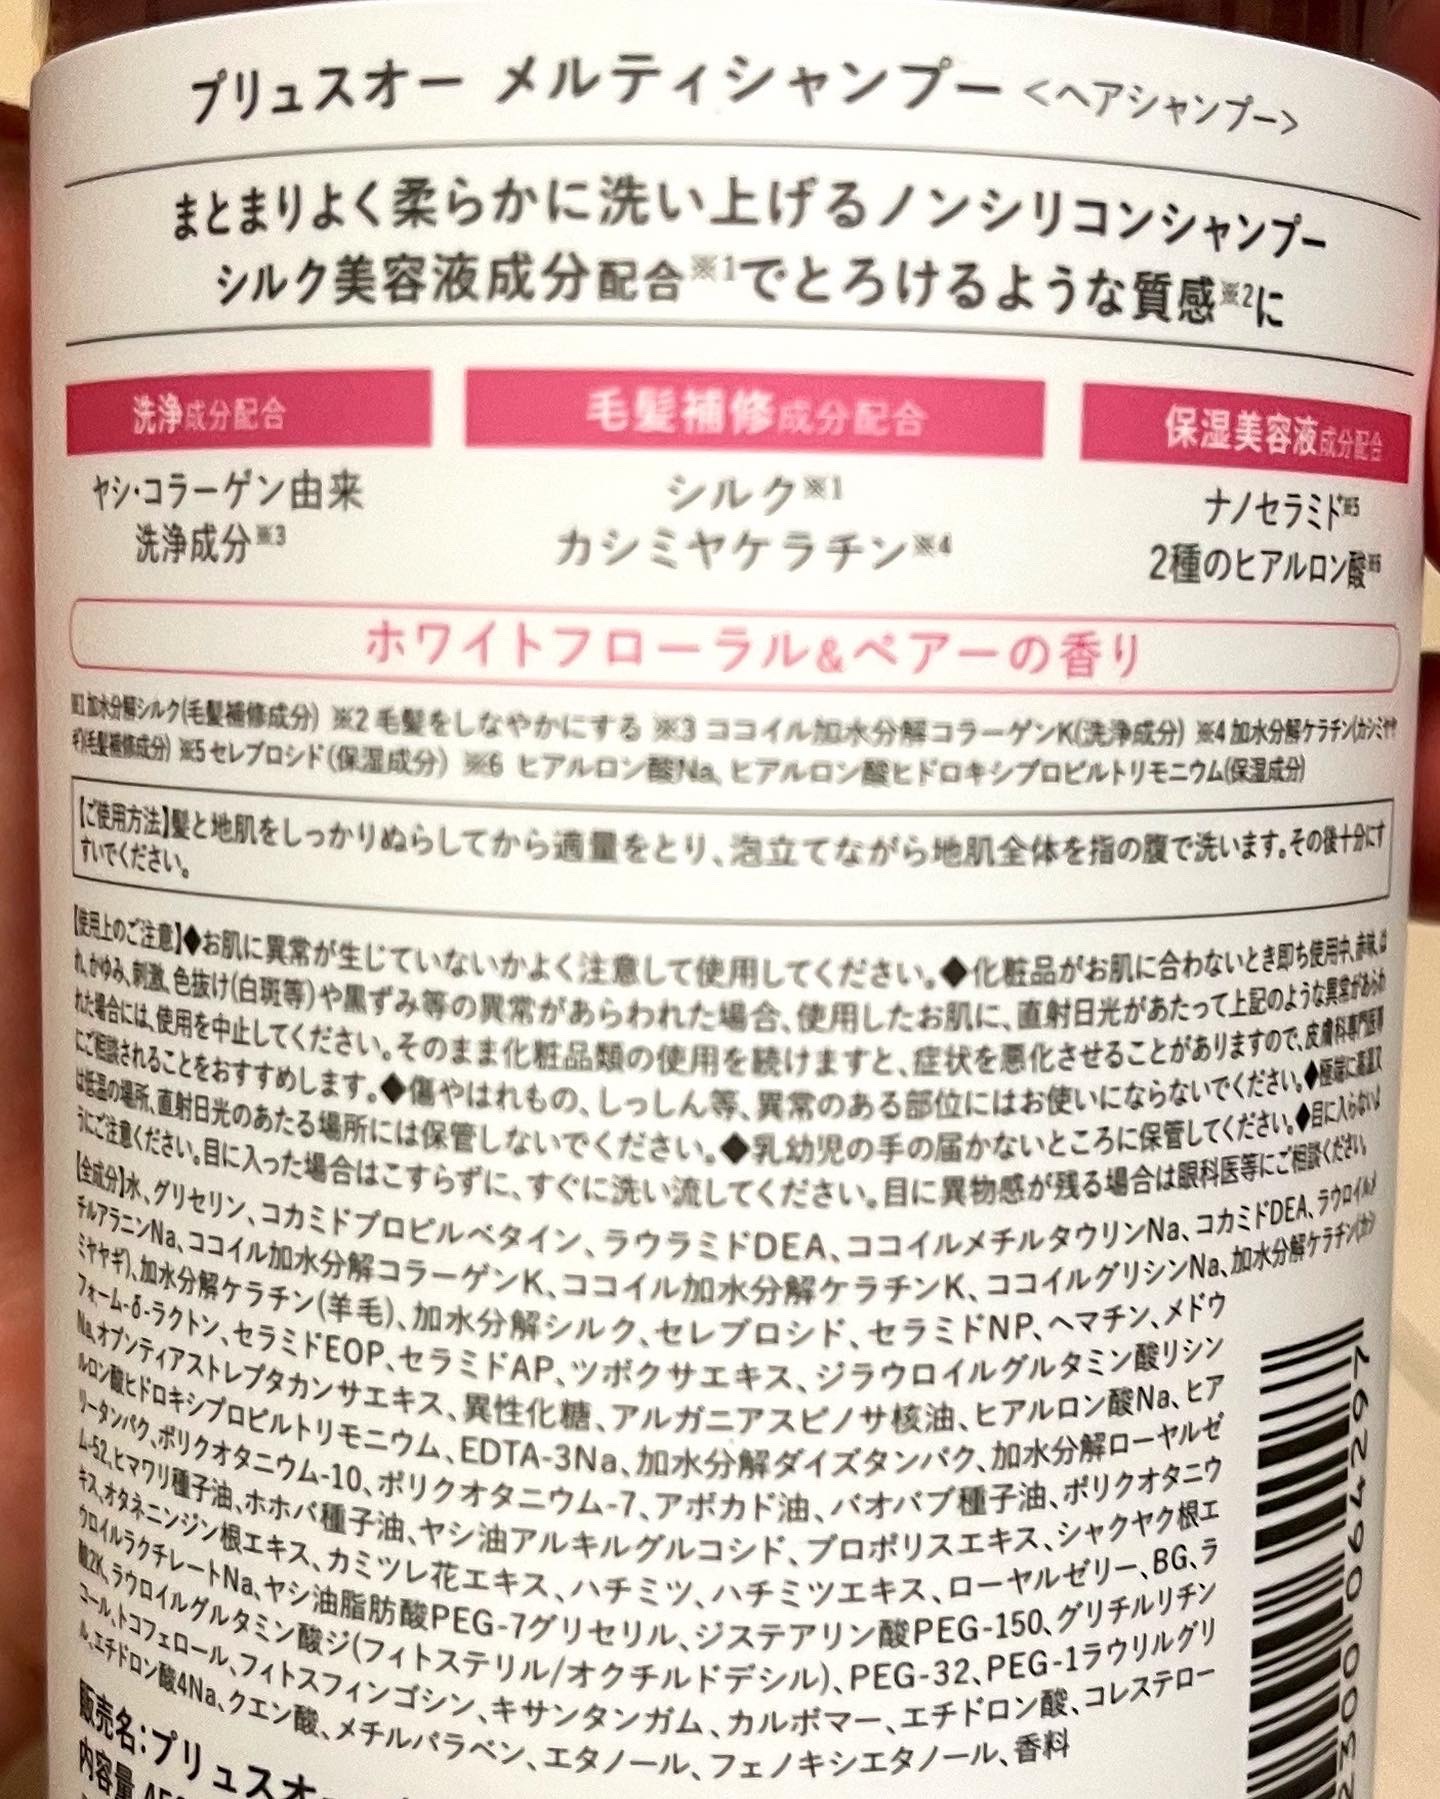 プリュスオー メルティシャンプー <ヘアシャンプー>
まとまりよく柔らかに洗い上げるノンシリコンシャンプー
シルク美容液成分配合※1でとろけるような質感※2に
洗浄成分配合 毛髪補修成分配合 保湿美容液成分配合
ヤシ・コラーゲン由来 シルク※1 ナノセラミド※5
洗浄成分※3 カシミヤケラチン※4 2種のヒアルロン酸※6
ホワイトフローラル&ペアーの香り
※1 加水分解シルク(毛髪補修成分) ※2 毛髪をしなやかにする ※3 ココイル加水分解コラーゲンK(洗浄成分) ※4 加水分解ケラチン(カシミヤヤ
ギ)(毛髪補修成分) ※5 セレブロシド(保湿成分) ※6 ヒアルロン酸Na、ヒアルロン酸ヒドロキシプロピルトリモニウム(保湿成分)
【ご使用方法】髪と地肌をしっかりぬらしてから適量をとり、泡立てながら地肌全体を指の腹で洗います。その後十分にす
すいでください。
【使用上のご注意】◆お肌に異常が生じていないかよく注意して使用してください。◆化粧品がお肌に合わないとき即ち使用中、赤味、は
れ、かゆみ、刺激、色抜け(白斑等)や黒ずみ等の異常があらわれた場合、使用したお肌に、直射日光があたって上記のような異常があらわ
れた場合には、使用を中止してください。そのまま化粧品類の使用を続けますと、症状を悪化させることがありますので、皮膚科専門医等
にご相談されることをおすすめします。◆傷やはれもの、しっしん等、異常のある部位にはお使いにならないでください。◆極端に高温又
は低温の場所、直射日光のあたる場所には保管しないでください。◆乳幼児の手の届かないところに保管してください。◆目に入らないよ
うにご注意ください。目に入った場合はこすらずに、すぐに洗い流してください。目に異物感が残る場合は眼科医等にご相談ください。
【全成分】水、グリセリン、コカミドプロピルベタイン、ラウラミドDEA、ココイルメチルタウリンNa、コカミドDEA、ラウロイルメ
チルアラニンNa、ココイル加水分解コラーゲンK、ココイル加水分解ケラチンK、ココイルグリシンNa、加水分解ケラチン(カシ
ミヤヤギ)、加水分解ケラチン(羊毛)、加水分解シルク、セレブロシド、セラミドNP、ヘマチン、メドウ
フォーム-δ-ラクトン、セラミドEOP、セラミドAP、ツボクサエキス、ジラウロイルグルタミン酸リシン
Na、オプンティアストレプタカンサエキス、異性化糖、アルガニアスピノサ核油、ヒアルロン酸Na、ヒア
ルロン酸ヒドロキシプロピルトリモニウム、EDTA-3Na、加水分解ダイズタンパク、加水分解ローヤルゼ
リータンパク、ポリクオタニウム-10、ポリクオタニウム-7、アボカド油、バオバブ種子油、ポリクオタニウ
ム-52、ヒマワリ種子油、ホホバ種子油、ヤシ油アルキルグルコシド、プロポリスエキス、シャクヤク根エ
キス、オタネニンジン根エキス、カミツレ花エキス、ハチミツ、ハチミツエキス、ローヤルゼリー、BG、ラ
ウロイルラクチレートNa、ヤシ油脂肪酸PEG-7グリセリル、ジステアリン酸PEG-150、グリチルリチン
酸2K、ラウロイルグルタミン酸ジ(フィトステリル/オクチルドデシル)、PEG-32、PEG-1ラウリルグリ
コール、トコフェロール、フィトスフィンゴシン、キサンタンガム、カルボマー、エチドロン酸、コレステロー
ル、エチドロン酸4Na、クエン酸、メチルパラベン、エタノール、フェノキシエタノール、香料
販売名:プリュスオー
内容量